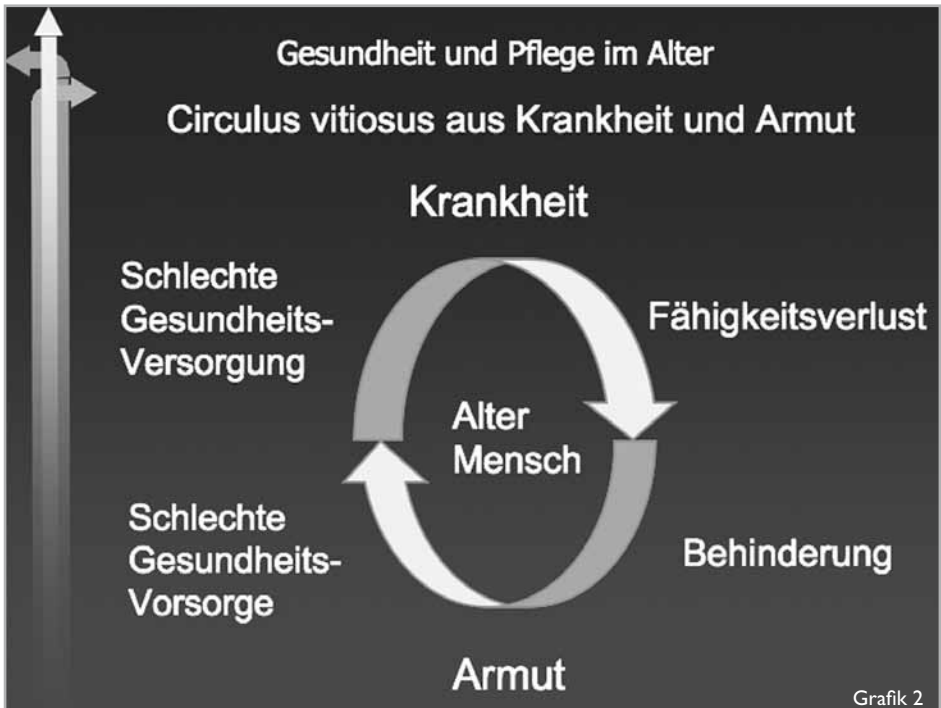 Gesundheit und Pflege im Alter
Circulus vitiosus aus Krankheit und Armut
Krankheit
Schlechte
Gesundheits-
Versorgung
Fähigkeitsverlust
Alter
Mensch
Schlechte
Gesundheits-
Vorsorge
Behinderung
Armut
Grafik 2